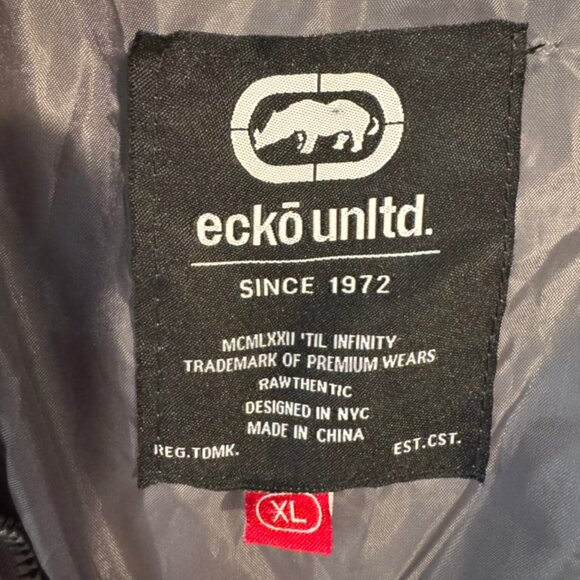 eckō unltd.
SINCE 1972
MCMLXXII 'TIL INFINITY
TRADEMARK OF PREMIUM WEARS
RAWTHENTIC
DESIGNED IN NYC
MADE IN CHINA
REG.TDMK. EST.CST.
XL